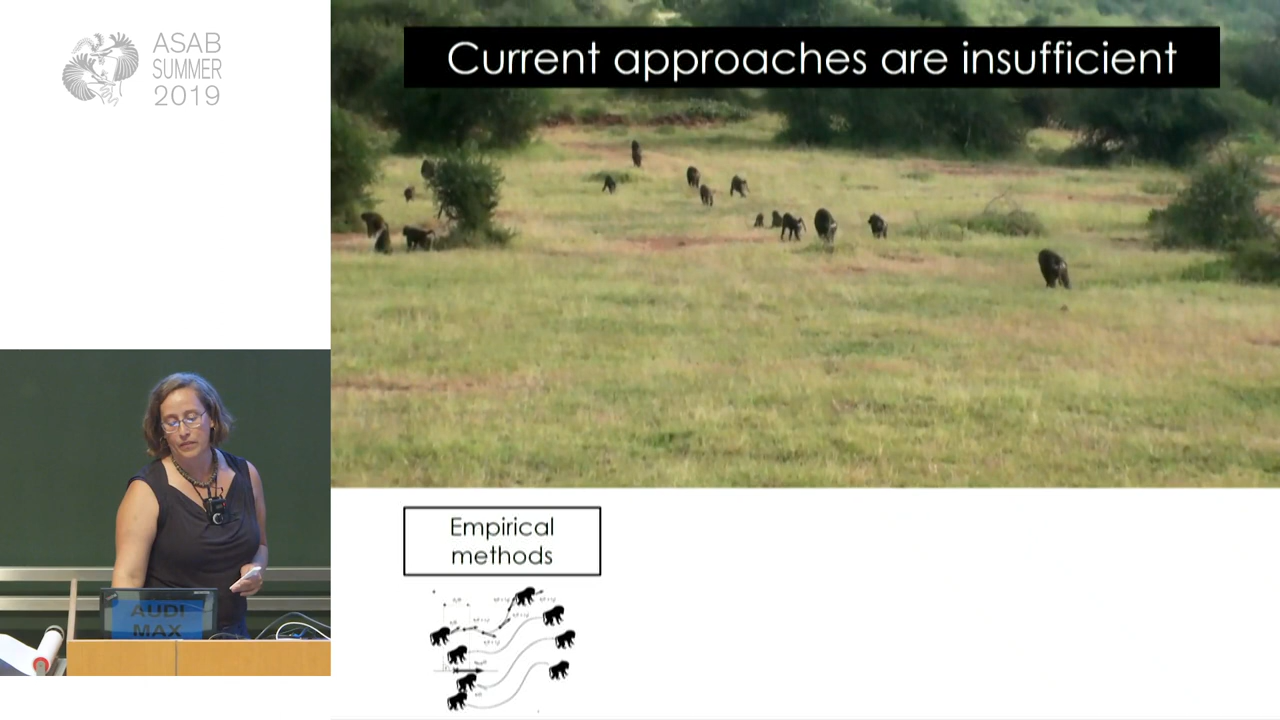 ASAB
SUMMER
2019
Current approaches are insufficient
Empirical
methods
AUDI
MAX